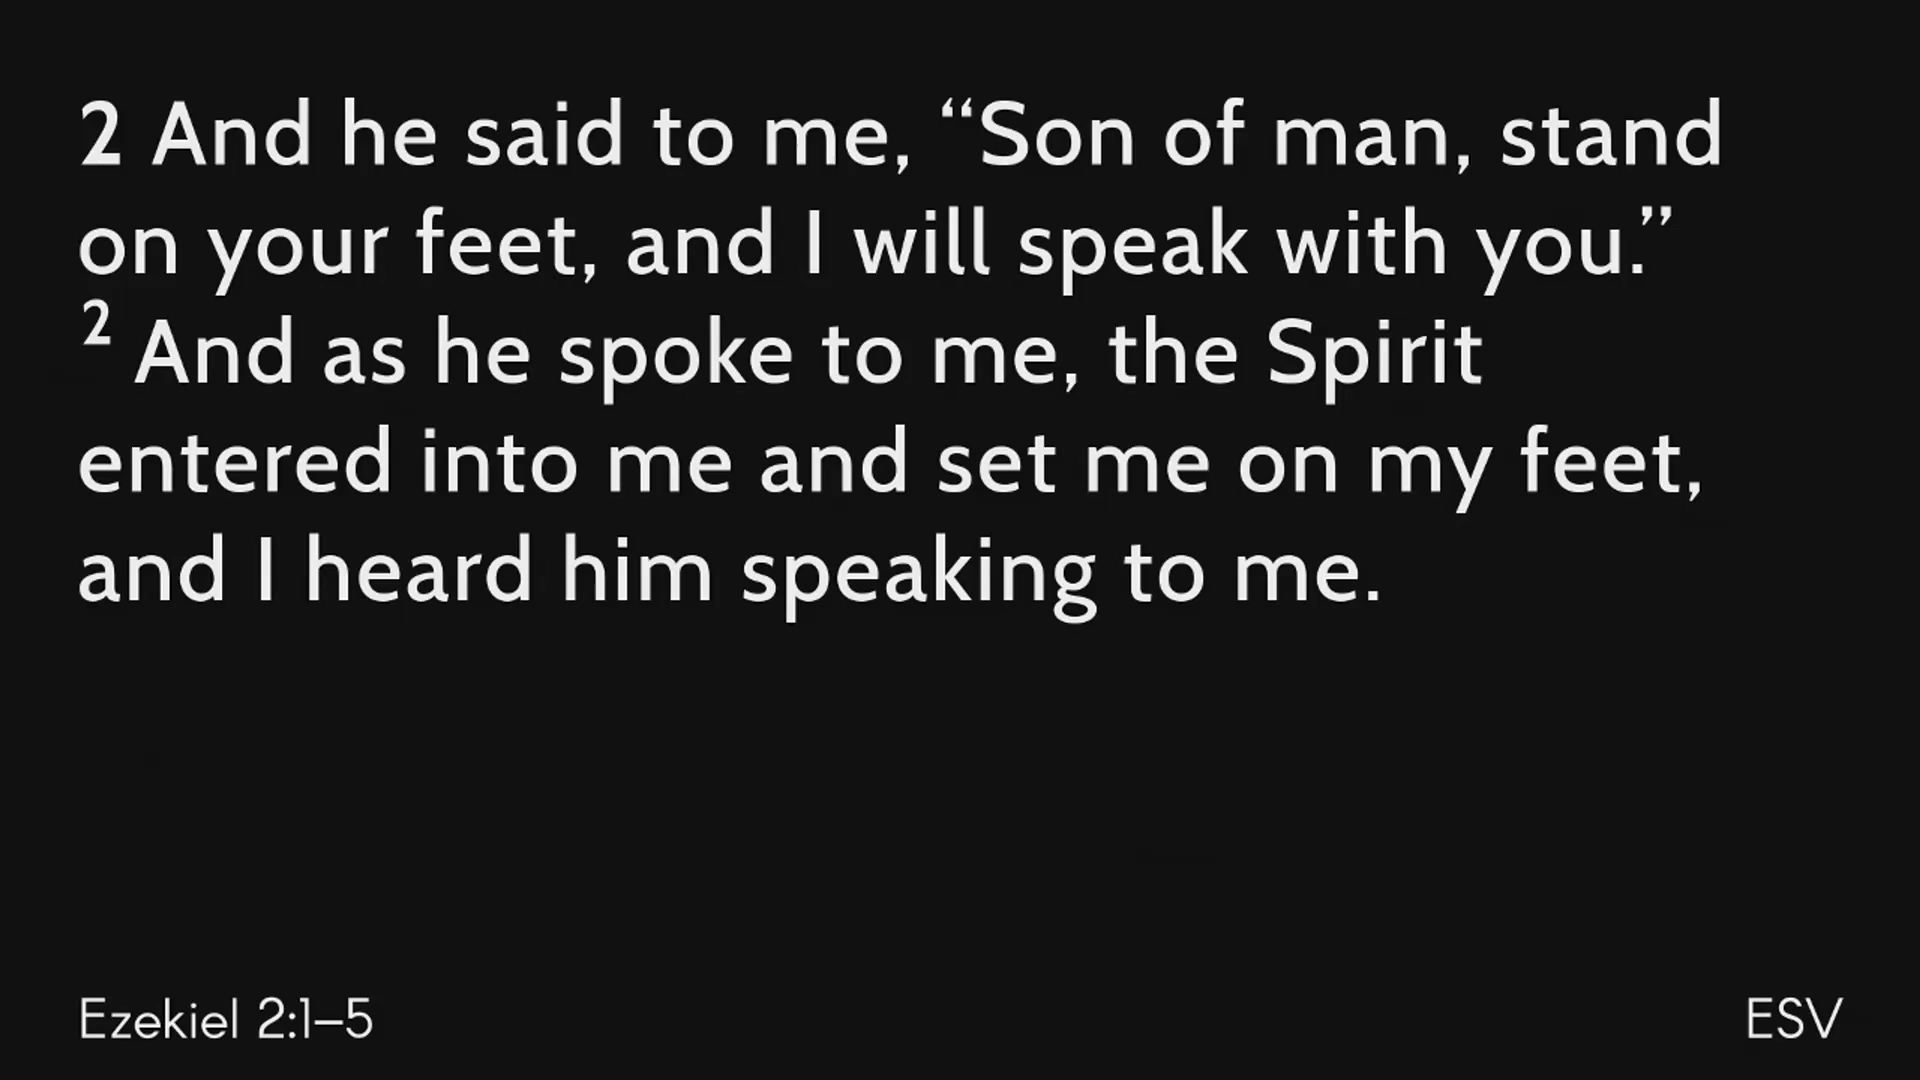 2 And he said to me, “Son of man, stand
on your feet, and I will speak with you.”
² And as he spoke to me, the Spirit
entered into me and set me on my feet,
and I heard him speaking to me.
Ezekiel 2:1–5
ESV